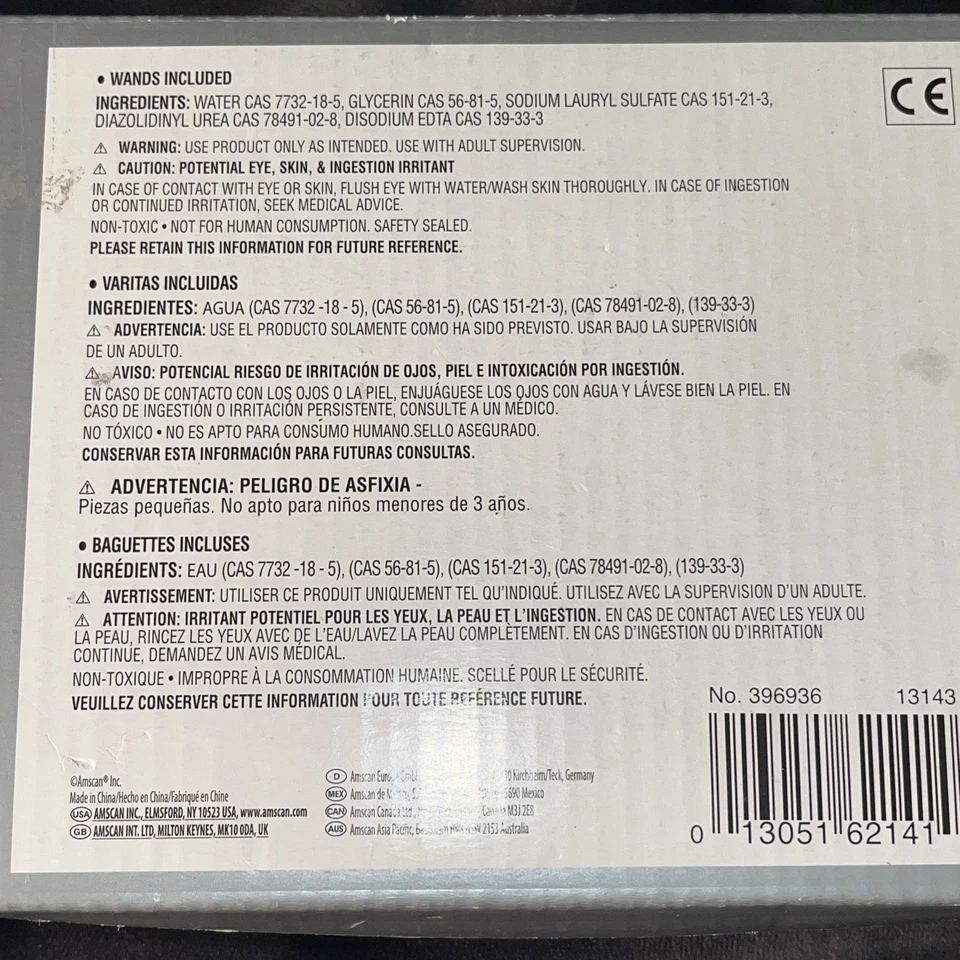 • WANDS INCLUDED
INGREDIENTS: WATER CAS 7732-18-5, GLYCERIN CAS 56-81-5, SODIUM LAURYL SULFATE CAS 151-21-3,
DIAZOLIDINYL UREA CAS 78491-02-8, DISODIUM EDTA CAS 139-33-3
CE
⚠ WARNING: USE PRODUCT ONLY AS INTENDED. USE WITH ADULT SUPERVISION.
⚠ CAUTION: POTENTIAL EYE, SKIN, & INGESTION IRRITANT
IN CASE OF CONTACT WITH EYE OR SKIN, FLUSH EYE WITH WATER/WASH SKIN THOROUGHLY. IN CASE OF INGESTION
OR CONTINUED IRRITATION, SEEK MEDICAL ADVICE.
NON-TOXIC • NOT FOR HUMAN CONSUMPTION. SAFETY SEALED.
PLEASE RETAIN THIS INFORMATION FOR FUTURE REFERENCE.
• VARITAS INCLUIDAS
INGREDIENTES: AGUA (CAS 7732 -18 - 5), (CAS 56-81-5), (CAS 151-21-3), (CAS 78491-02-8), (139-33-3)
⚠ ADVERTENCIA: USE EL PRODUCTO SOLAMENTE COMO HA SIDO PREVISTO. USAR BAJO LA SUPERVISIÓN
DE UN ADULTO.
⚠ AVISO: POTENCIAL RIESGO DE IRRITACIÓN DE OJOS, PIEL E INTOXICACIÓN POR INGESTIÓN.
EN CASO DE CONTACTO CON LOS OJOS O LA PIEL, ENJUÁGUESE LOS OJOS CON AGUA Y LÁVESE BIEN LA PIEL. EN
CASO DE INGESTIÓN O IRRITACIÓN PERSISTENTE, CONSULTE A UN MÉDICO.
NO TÓXICO • NO ES APTO PARA CONSUMO HUMANO.SELLO ASEGURADO.
CONSERVAR ESTA INFORMACIÓN PARA FUTURAS CONSULTAS.
⚠ ADVERTENCIA: PELIGRO DE ASFIXIA -
Piezas pequeñas. No apto para niños menores de 3 años.
• BAGUETTES INCLUSES
INGRÉDIENTS: EAU (CAS 7732 -18 - 5), (CAS 56-81-5), (CAS 151-21-3), (CAS 78491-02-8), (139-33-3)
⚠ AVERTISSEMENT: UTILISER CE PRODUIT UNIQUEMENT TEL QU'INDIQUÉ. UTILISEZ AVEC LA SUPERVISION D'UN ADULTE.
⚠ ATTENTION: IRRITANT POTENTIEL POUR LES YEUX, LA PEAU ET L'INGESTION. EN CAS DE CONTACT AVEC LES YEUX OU
LA PEAU, RINCEZ LES YEUX AVEC DE L'EAU/LAVEZ LA PEAU COMPLÈTEMENT. EN CAS D'INGESTION OU D'IRRITATION
CONTINUE, DEMANDEZ UN AVIS MÉDICAL.
NON-TOXIQUE • IMPROPRE À LA CONSOMMATION HUMAINE. SCELLÉ POUR LE SÉCURITÉ.
VEUILLEZ CONSERVER CETTE INFORMATION POUR TOUTE RÉFÉRENCE FUTURE.
No. 396936 13143
©Amscan® Inc.
Made in China/Hecho en China/Fabriqué en Chine
USA AMSCAN INC., ELMSFORD, NY 10523 USA, www.amscan.com
GB AMSCAN INT. LTD, MILTON KEYNES, MK10 0DA, UK
D Amscan Kirchheim/Teck, Germany
MEX Amscan de Mexico
CAN Amscan Canada Ltd., M3J 2E8
AUS Amscan Asia Pacific, 2153 Australia
0 13051 62141